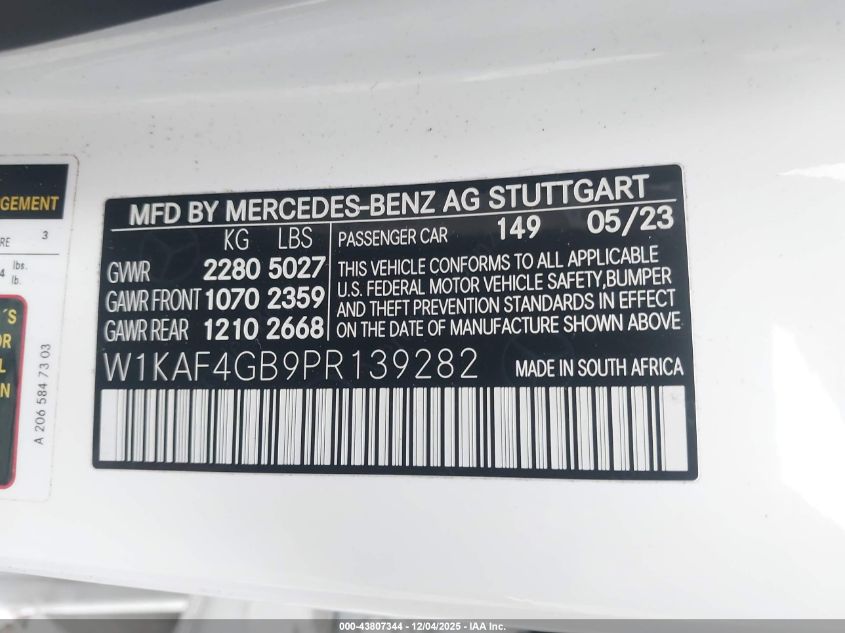 GEMENT
RE 3
4 lbs.
lb.
´S
OR
L
N
A 206 584 73 03
MFD BY MERCEDES-BENZ AG STUTTGART
KG LBS
GVWR 2280 5027
GAWR FRONT 1070 2359
GAWR REAR 1210 2668
PASSENGER CAR 149 05/23
THIS VEHICLE CONFORMS TO ALL APPLICABLE
U.S. FEDERAL MOTOR VEHICLE SAFETY,BUMPER
AND THEFT PREVENTION STANDARDS IN EFFECT
ON THE DATE OF MANUFACTURE SHOWN ABOVE
W1KAF4GB9PR139282 MADE IN SOUTH AFRICA
000-43807344 - 12/04/2025 - IAA Inc.